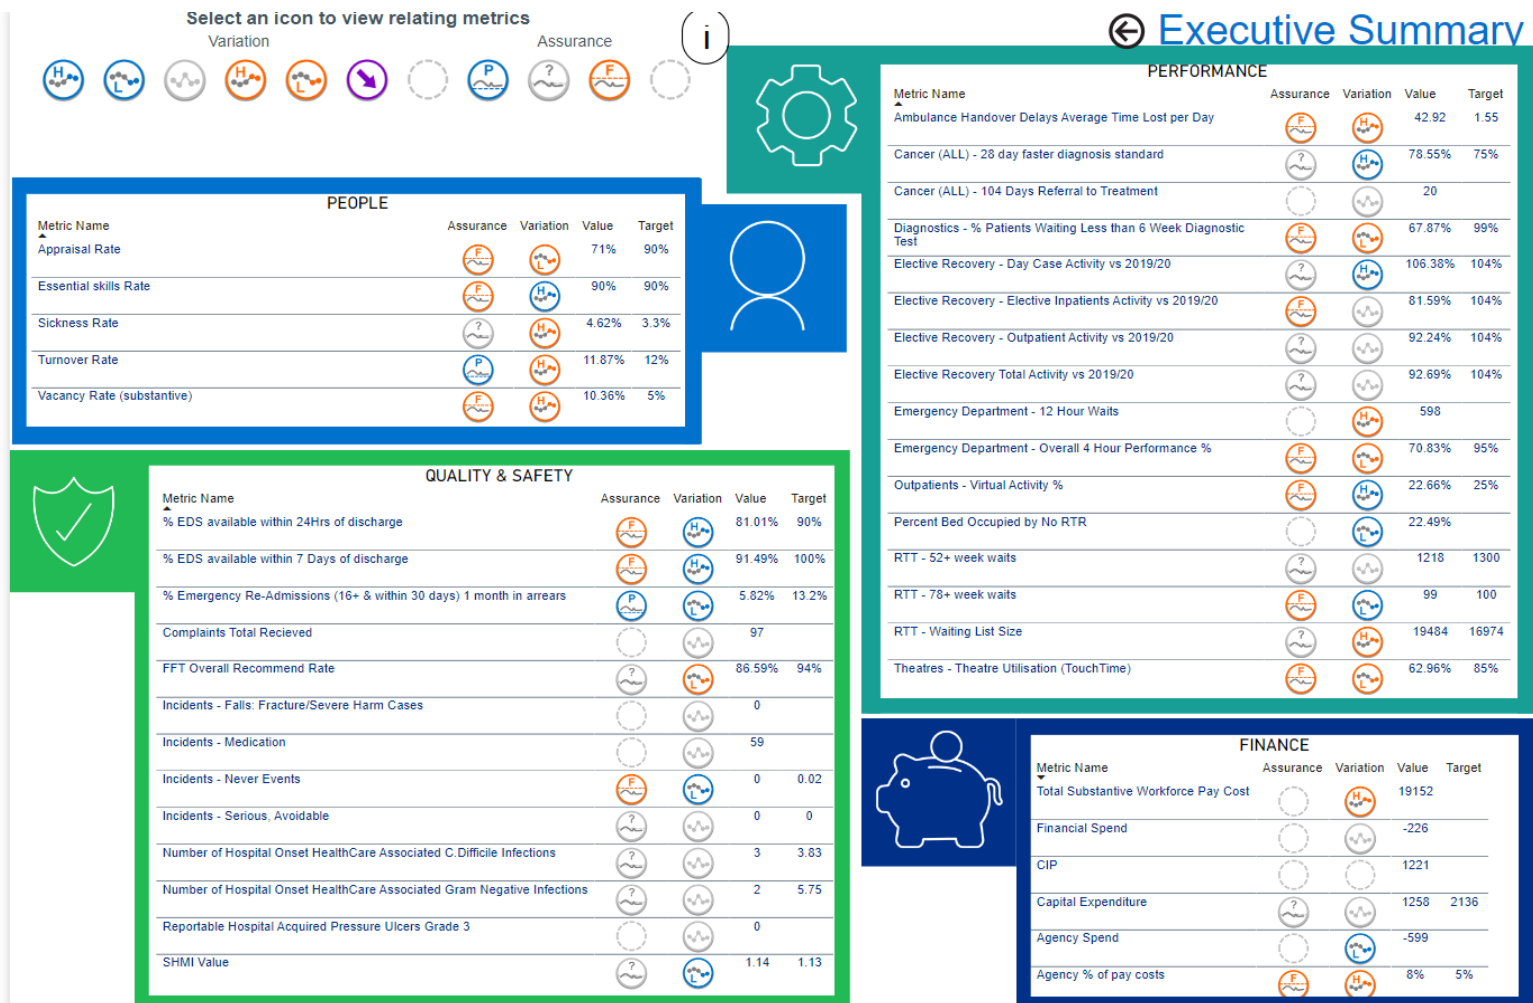 Select an icon to view relating metrics
Variation Assurance
H L H L P ? F
i
Executive Summary
PEOPLE
Metric Name Assurance Variation Value Target
Appraisal Rate F L 71% 90%
Essential skills Rate F H 90% 90%
Sickness Rate ? H 4.62% 3.3%
Turnover Rate P H 11.87% 12%
Vacancy Rate (substantive) F H 10.36% 5%
QUALITY & SAFETY
Metric Name Assurance Variation Value Target
% EDS available within 24Hrs of discharge F H 81.01% 90%
% EDS available within 7 Days of discharge F H 91.49% 100%
% Emergency Re-Admissions (16+ & within 30 days) 1 month in arrears P L 5.82% 13.2%
Complaints Total Recieved 97
FFT Overall Recommend Rate ? L 86.59% 94%
Incidents - Falls: Fracture/Severe Harm Cases 0
Incidents - Medication 59
Incidents - Never Events F L 0 0.02
Incidents - Serious, Avoidable ? 0 0
Number of Hospital Onset HealthCare Associated C.Difficile Infections ? 3 3.83
Number of Hospital Onset HealthCare Associated Gram Negative Infections ? 2 5.75
Reportable Hospital Acquired Pressure Ulcers Grade 3 0
SHMI Value ? L 1.14 1.13
PERFORMANCE
Metric Name Assurance Variation Value Target
Ambulance Handover Delays Average Time Lost per Day F H 42.92 1.55
Cancer (ALL) - 28 day faster diagnosis standard ? H 78.55% 75%
Cancer (ALL) - 104 Days Referral to Treatment 20
Diagnostics - % Patients Waiting Less than 6 Week Diagnostic
Test F L 67.87% 99%
Elective Recovery - Day Case Activity vs 2019/20 ? H 106.38% 104%
Elective Recovery - Elective Inpatients Activity vs 2019/20 F 81.59% 104%
Elective Recovery - Outpatient Activity vs 2019/20 ? 92.24% 104%
Elective Recovery Total Activity vs 2019/20 ? 92.69% 104%
Emergency Department - 12 Hour Waits H 598
Emergency Department - Overall 4 Hour Performance % F L 70.83% 95%
Outpatients - Virtual Activity % F H 22.66% 25%
Percent Bed Occupied by No RTR L 22.49%
RTT - 52+ week waits ? 1218 1300
RTT - 78+ week waits F L 99 100
RTT - Waiting List Size ? H 19484 16974
Theatres - Theatre Utilisation (TouchTime) F L 62.96% 85%
FINANCE
Metric Name Assurance Variation Value Target
Total Substantive Workforce Pay Cost H 19152
Financial Spend -226
CIP 1221
Capital Expenditure ? 1258 2136
Agency Spend L -599
Agency % of pay costs F H 8% 5%